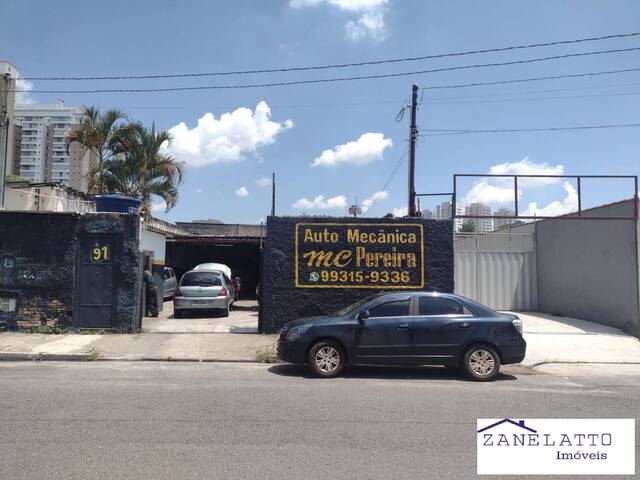 Auto Mecânica
MC Pereira
99315-9336
91
ZANELATTO
Imóveis